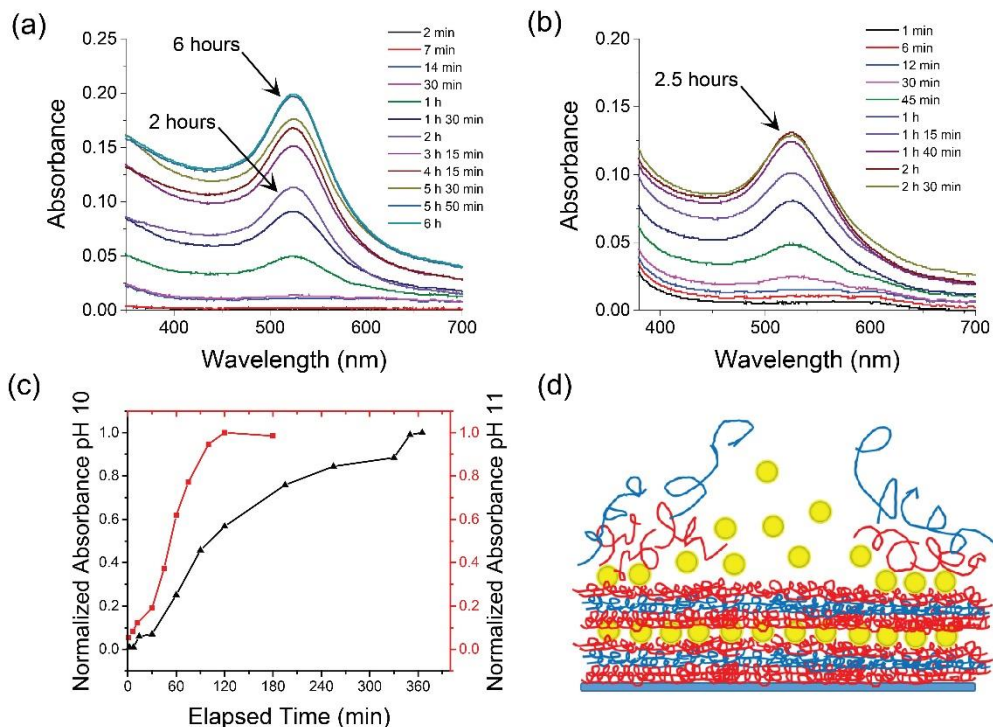 (a)
0.25
0.20
0.15
0.10
0.05
0.00
Absorbance
6 hours
2 hours
2 min
7 min
14 min
30 min
1 h
1 h 30 min
2 h
3 h 15 min
4 h 15 min
5 h 30 min
5 h 50 min
6 h
400 500 600 700
Wavelength (nm)
(b)
0.20
0.15
0.10
0.05
0.00
Absorbance
2.5 hours
1 min
6 min
12 min
30 min
45 min
1 h
1 h 15 min
1 h 40 min
2 h
2 h 30 min
400 500 600 700
Wavelength (nm)
(c)
Normalized Absorbance pH 10
1.0
0.8
0.6
0.4
0.2
0.0
1.0
0.8
0.6
0.4
0.2
0.0
Normalized Absorbance pH 11
0 60 120 180 240 300 360
Elapsed Time (min)
(d)